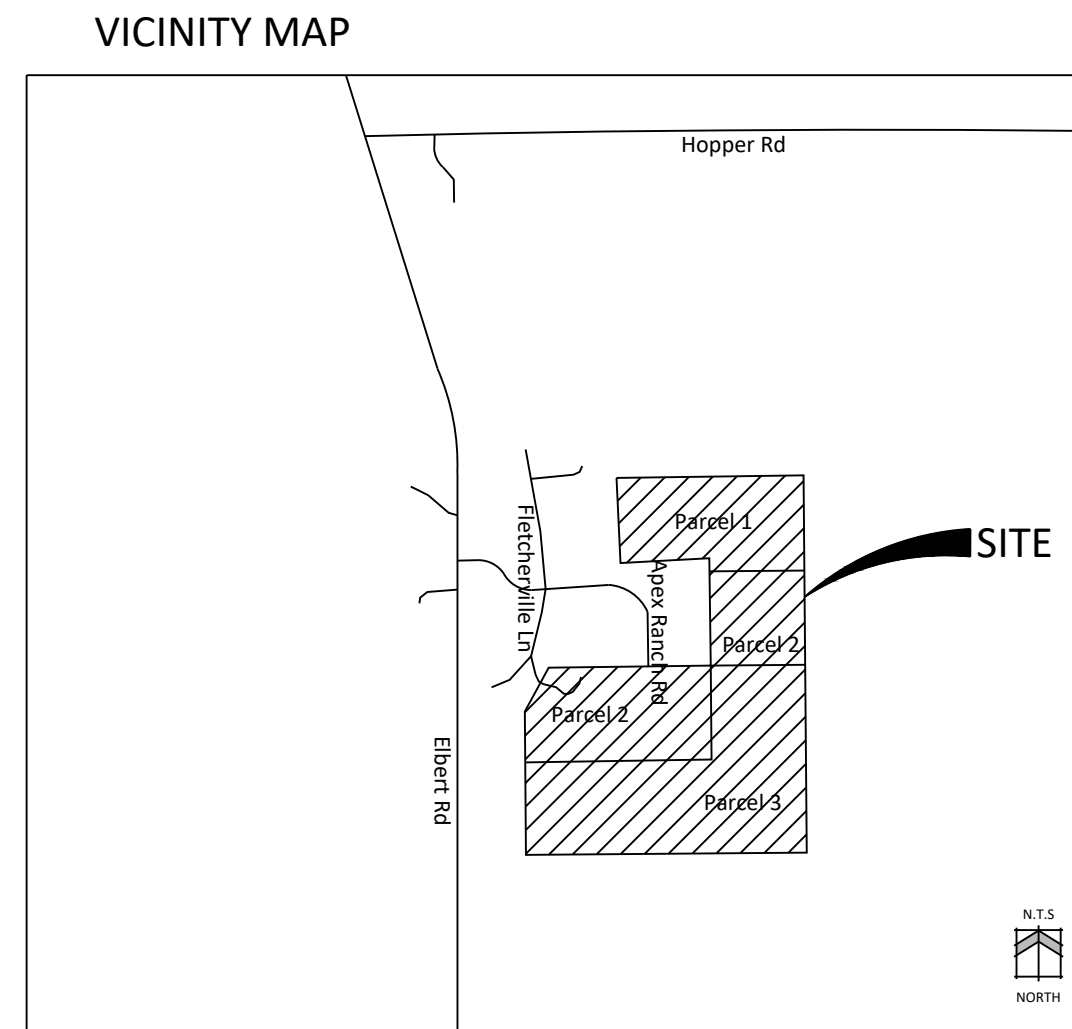 VICINITY MAP
Hopper Rd
Parcel 1
Fletcherville Ln
SITE
Apex Ranch Rd
Parcel 2
Parcel 2
Elbert Rd
Parcel 3
N.T.S
NORTH